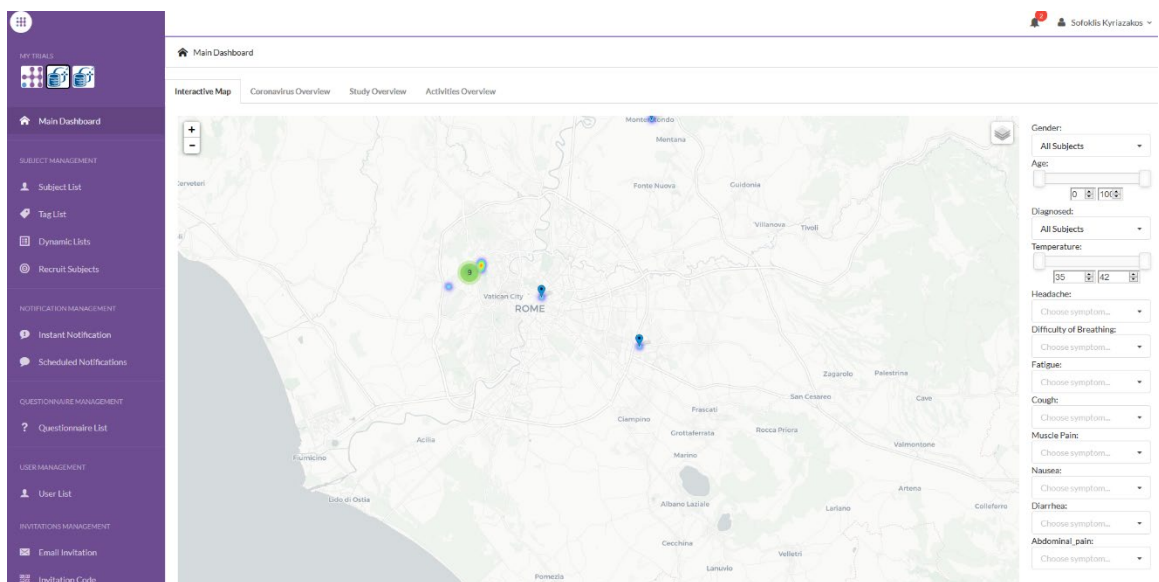 2
Sofoklis Kyriazakos
MY TRIALS
Main Dashboard
SUBJECT MANAGEMENT
Subject List
Tag List
Dynamic Lists
Recruit Subjects
NOTIFICATION MANAGEMENT
Instant Notification
Scheduled Notifications
QUESTIONNAIRE MANAGEMENT
Questionnaire List
USER MANAGEMENT
User List
INVITATIONS MANAGEMENT
Email Invitation
Invitation Code
Main Dashboard
Interactive Map Coronavirus Overview Study Overview Activities Overview
+
-
Mentana
Cerveteri
Fonte Nuova
Guidonia
Villanova
Tivoli
9
Vatican City
ROME
Zagarolo
Palestrina
San Cesareo
Cave
Ciampino
Frascati
Grottaferrata
Rocca Priora
Acilia
Valmontone
Fiumicino
Marino
Artena
Lido di Ostia
Albano Laziale
Lariano
Colleferro
Cecchina
Velletri
Lanuvio
Pomezia
Gender:
All Subjects
Age:
0 100
Diagnosed:
All Subjects
Temperature:
35 42
Headache:
Choose symptom...
Difficulty of Breathing:
Choose symptom...
Fatigue:
Choose symptom...
Cough:
Choose symptom...
Muscle Pain:
Choose symptom...
Nausea:
Choose symptom...
Diarrhea:
Choose symptom...
Abdominal_pain:
Choose symptom...